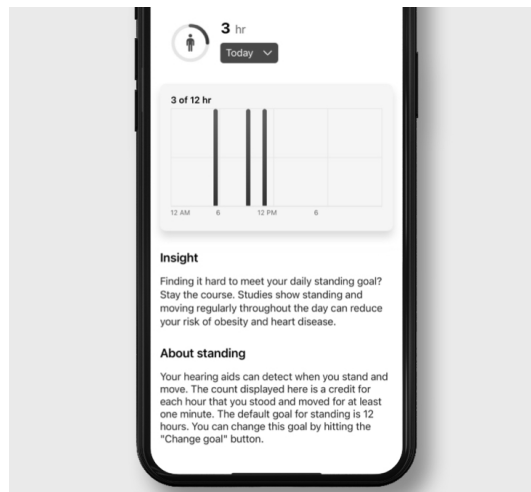 3 hr
Today
3 of 12 hr
12 AM 6 12 PM 6
Insight
Finding it hard to meet your daily standing goal?
Stay the course. Studies show standing and
moving regularly throughout the day can reduce
your risk of obesity and heart disease.
About standing
Your hearing aids can detect when you stand and
move. The count displayed here is a credit for
each hour that you stood and moved for at least
one minute. The default goal for standing is 12
hours. You can change this goal by hitting the
"Change goal" button.